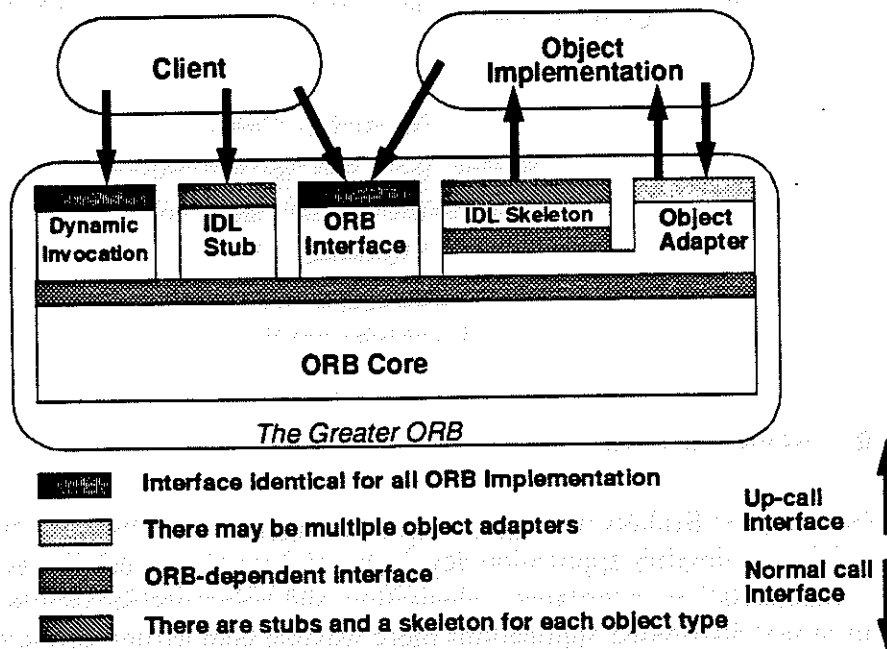 Client
Object
Implementation
Dynamic
Invocation
IDL
Stub
ORB
Interface
IDL Skeleton
Object
Adapter
ORB Core
The Greater ORB
Interface identical for all ORB Implementation
There may be multiple object adapters
ORB-dependent interface
There are stubs and a skeleton for each object type
Up-call
Interface
Normal call
Interface